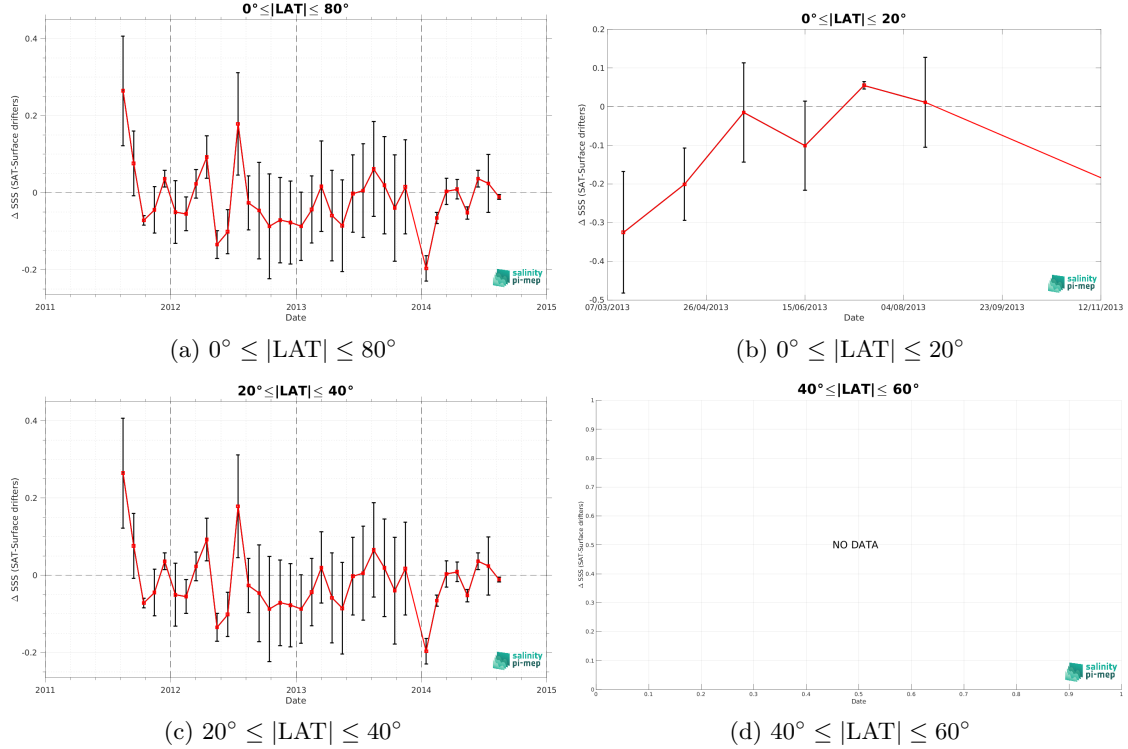 0°≤|LAT|≤ 80°
Δ SSS (SAT-Surface drifters)
0.4
0.2
0
-0.2
2011
2012
2013
2014
2015
Date
salinity
pi-mep
(a) 0° ≤ |LAT| ≤ 80°
0°≤|LAT|≤ 20°
Δ SSS (SAT-Surface drifters)
0.2
0.1
0
-0.1
-0.2
-0.3
-0.4
-0.5
07/03/2013
26/04/2013
15/06/2013
04/08/2013
23/09/2013
12/11/2013
Date
salinity
pi-mep
(b) 0° ≤ |LAT| ≤ 20°
20°≤|LAT|≤ 40°
Δ SSS (SAT-Surface drifters)
0.4
0.2
0
-0.2
2011
2012
2013
2014
2015
Date
salinity
pi-mep
(c) 20° ≤ |LAT| ≤ 40°
40°≤|LAT|≤ 60°
Δ SSS (SAT-Surface drifters)
1
0.9
0.8
0.7
0.6
0.5
0.4
0.3
0.2
0.1
0
NO DATA
0
0.1
0.2
0.3
0.4
0.5
0.6
0.7
0.8
0.9
1
Date
salinity
pi-mep
(d) 40° ≤ |LAT| ≤ 60°